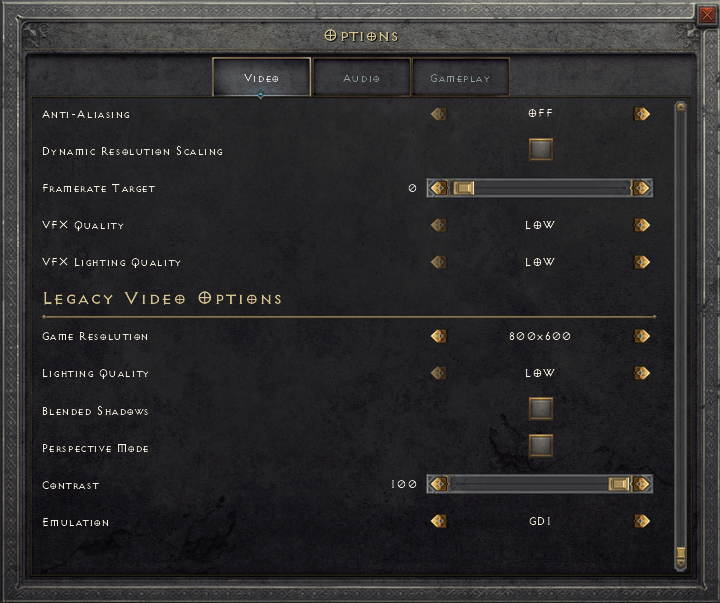 Options
Video Audio Gameplay
Anti-Aliasing Off
Dynamic Resolution Scaling
Framerate Target 0
VFX Quality Low
VFX Lighting Quality Low
Legacy Video Options
Game Resolution 800x600
Lighting Quality Low
Blended Shadows
Perspective Mode
Contrast 100
Emulation GDI